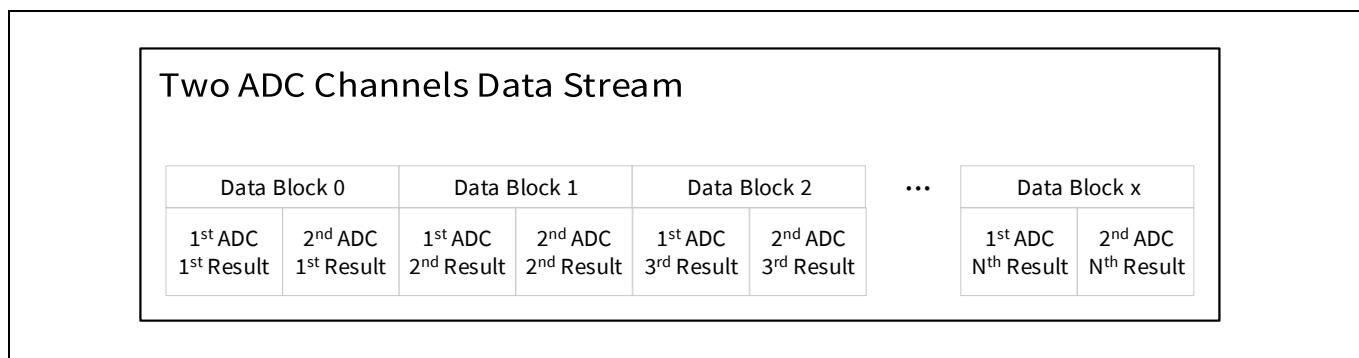 Two ADC Channels Data Stream
Data Block 0 Data Block 1 Data Block 2 ... Data Block x
1st ADC 2nd ADC 1st ADC 2nd ADC 1st ADC 2nd ADC 1st ADC 2nd ADC
1st Result 1st Result 2nd Result 2nd Result 3rd Result 3rd Result Nth Result Nth Result